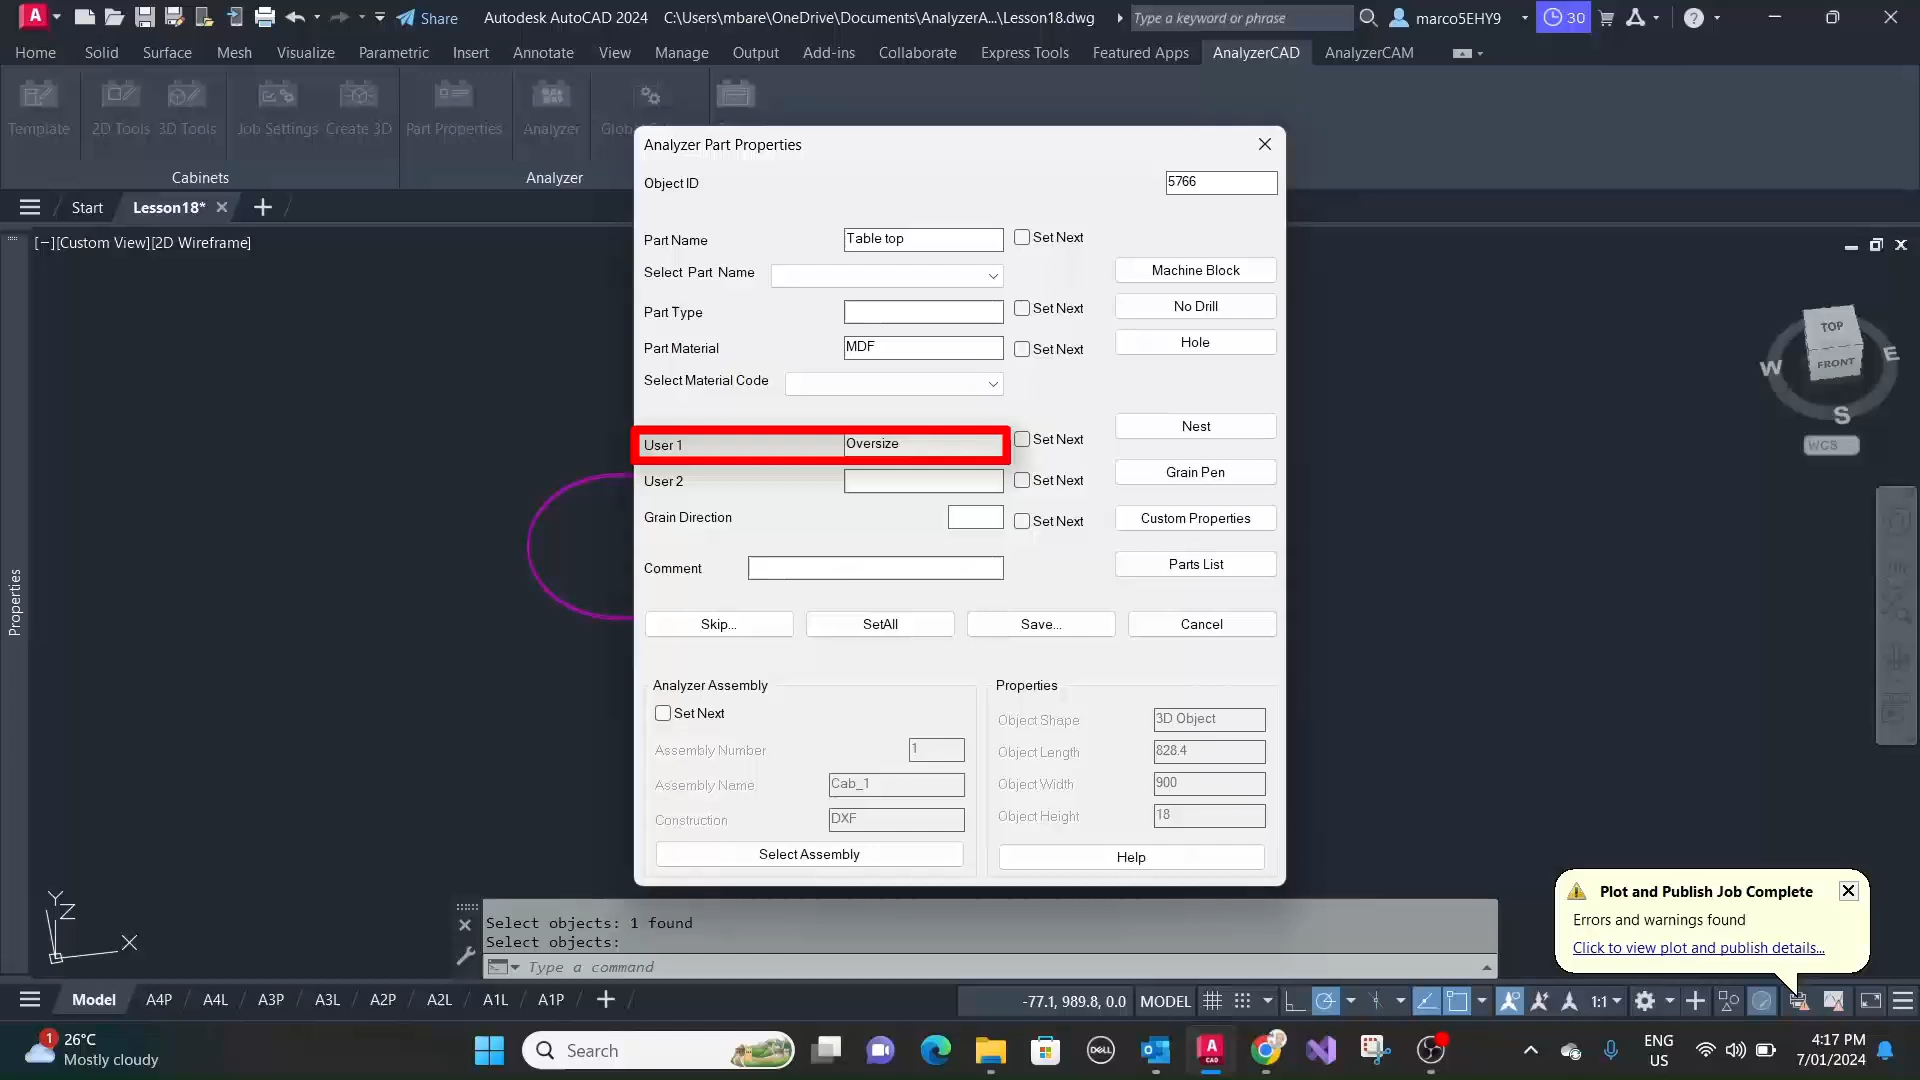 Share
Autodesk AutoCAD 2024 C:\Users\mbare\OneDrive\Documents\AnalyzerA...\Lesson18.dwg
Type a keyword or phrase
marco5EHY9
30
Home Solid Surface Mesh Visualize Parametric Insert Annotate View Manage Output Add-ins Collaborate Express Tools Featured Apps AnalyzerCAD AnalyzerCAM
Template 2D Tools 3D Tools Job Settings Create 3D Part Properties Analyzer
Cabinets Analyzer
Start Lesson18*
[−][Custom View][2D Wireframe]
Analyzer Part Properties
Object ID 5766
Part Name Table top Set Next
Select Part Name Machine Block
Part Type Set Next No Drill
Part Material MDF Set Next Hole
Select Material Code
User 1 Oversize Set Next Nest
User 2 Set Next Grain Pen
Grain Direction Set Next Custom Properties
Comment Parts List
Skip... SetAll Save... Cancel
Analyzer Assembly
Set Next
Assembly Number 1
Assembly Name Cab_1
Construction DXF
Select Assembly
Properties
Object Shape 3D Object
Object Length 828.4
Object Width 900
Object Height 18
Help
TOP
FRONT
W E
S
WCS
Properties
Y
Z
X
Select objects: 1 found
Select objects:
Type a command
Plot and Publish Job Complete
Errors and warnings found
Click to view plot and publish details...
Model A4P A4L A3P A3L A2P A2L A1L A1P
-77.1, 989.8, 0.0 MODEL 1:1
1
26°C
Mostly cloudy
Search
DELL
A
CAD
ENG
US
4:17 PM
7/01/2024